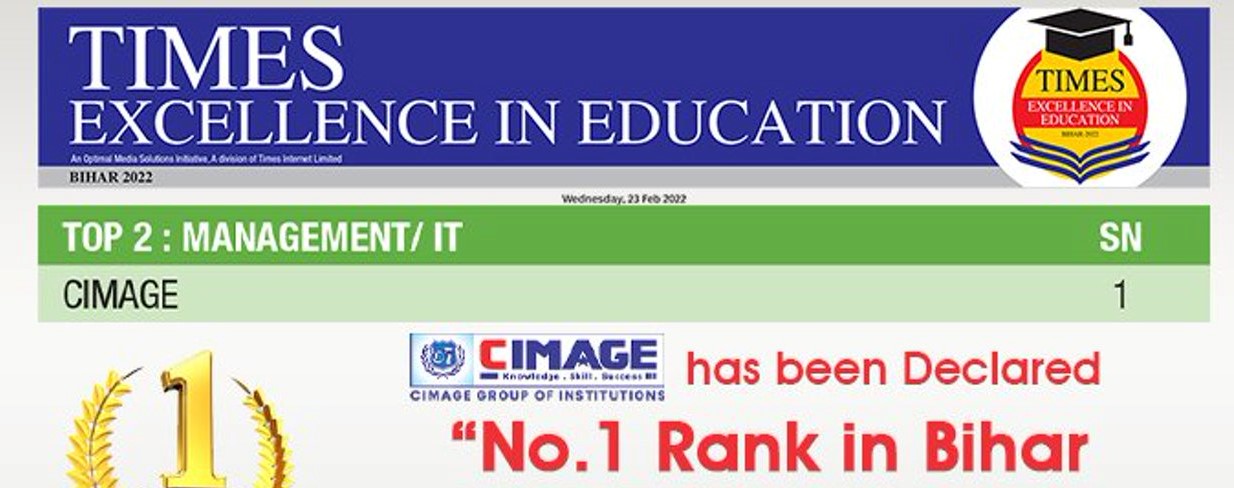 TIMES
EXCELLENCE IN EDUCATION
An Optimal Media Solutions Initiative, A division of Times Internet Limited
BIHAR 2022
TIMES
EXCELLENCE IN
EDUCATION
BIHAR 2022
Wednesday, 23 Feb 2022
TOP 2 : MANAGEMENT/ IT SN
CIMAGE 1
1
CIMAGE
Knowledge . Skill . Success
CIMAGE GROUP OF INSTITUTIONS
has been Declared
“No.1 Rank in Bihar